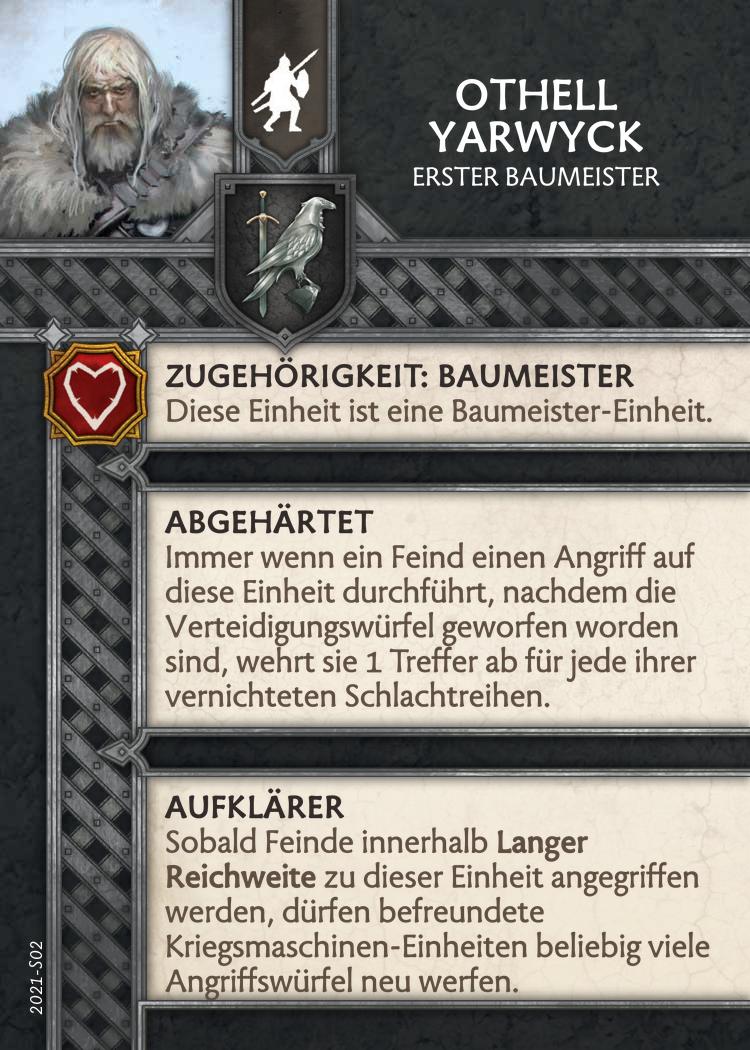 OTHELL
YARWYCK
ERSTER BAUMEISTER
ZUGEHÖRIGKEIT: BAUMEISTER
Diese Einheit ist eine Baumeister-Einheit.
ABGEHÄRTET
Immer wenn ein Feind einen Angriff auf
diese Einheit durchführt, nachdem die
Verteidigungswürfel geworfen worden
sind, wehrt sie 1 Treffer ab für jede ihrer
vernichteten Schlachtreihen.
AUFKLÄRER
Sobald Feinde innerhalb Langer
Reichweite zu dieser Einheit angegriffen
werden, dürfen befreundete
Kriegsmaschinen-Einheiten beliebig viele
Angriffswürfel neu werfen.
2021-S02